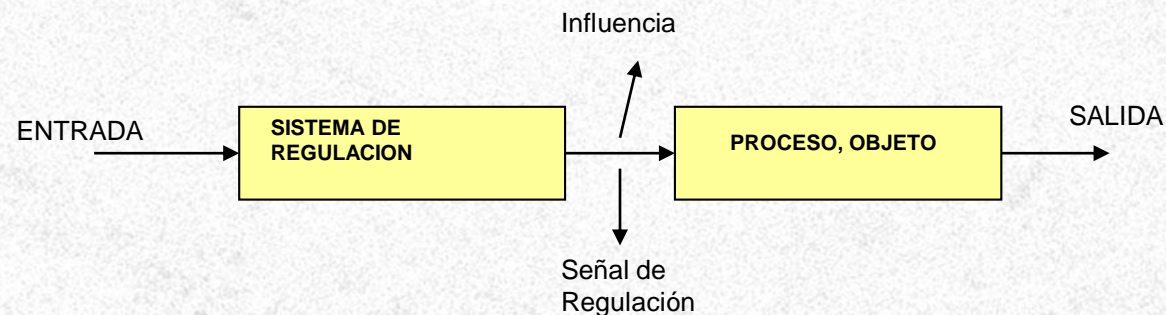 Influencia
ENTRADA
SISTEMA DE
REGULACION
PROCESO, OBJETO
SALIDA
Señal de
Regulación